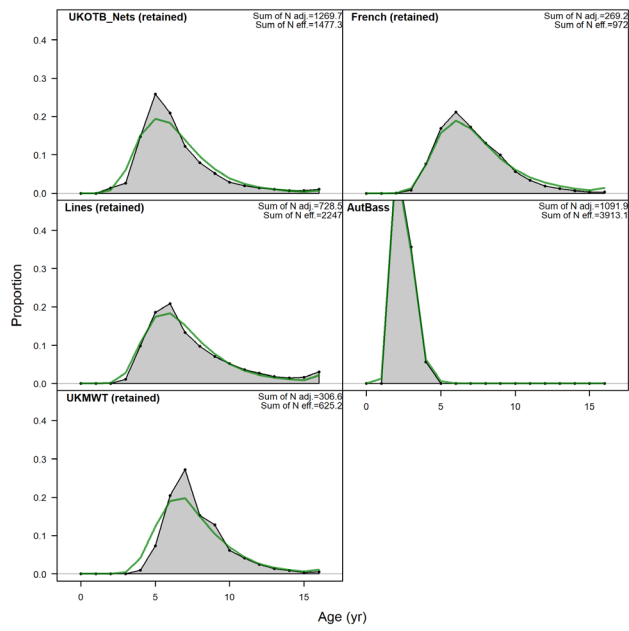 UKOTB_Nets (retained)
Sum of N adj.=1269.7
Sum of N eff.=1477.3
French (retained)
Sum of N adj.=269.2
Sum of N eff.=972
0.4
0.3
0.2
0.1
0.0
Lines (retained)
Sum of N adj.=728.5
Sum of N eff.=2247
AutBass
Sum of N adj.=1091.9
Sum of N eff.=3913.1
0.4
0.3
0.2
0.1
0.0
Proportion
0
5
10
15
UKMWT (retained)
Sum of N adj.=306.6
Sum of N eff.=625.2
0.4
0.3
0.2
0.1
0.0
0
5
10
15
Age (yr)